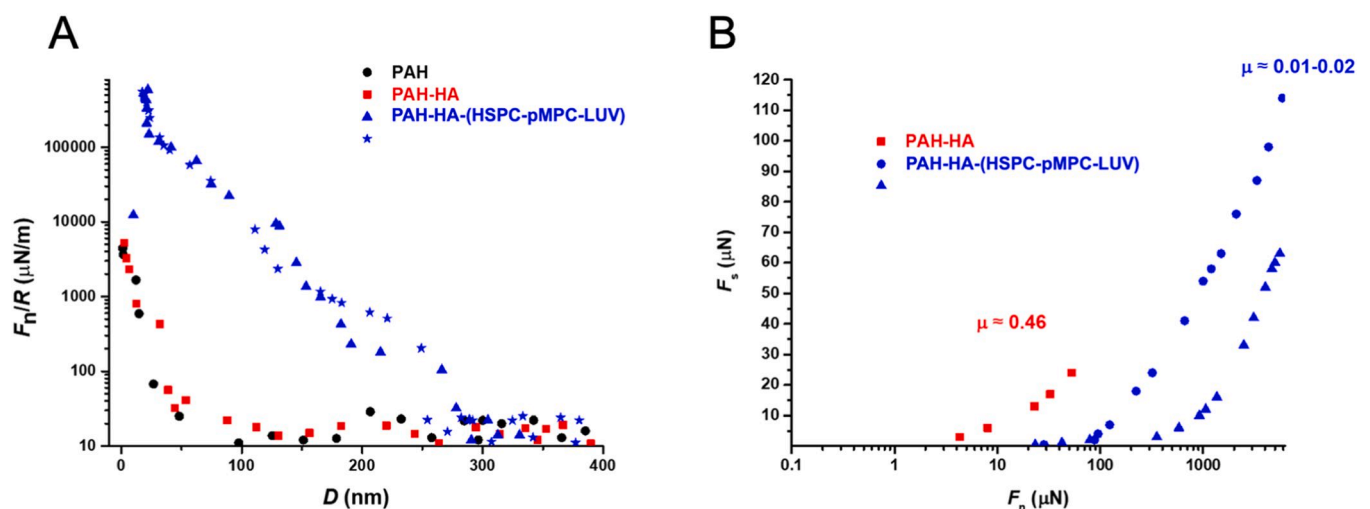 A
PAH
PAH-HA
PAH-HA-(HSPC-pMPC-LUV)
100000
10000
1000
100
10
Fn/R (μN/m)
0
100
200
300
400
D (nm)
B
μ ≈ 0.01-0.02
PAH-HA
PAH-HA-(HSPC-pMPC-LUV)
μ ≈ 0.46
120
110
100
90
80
70
60
50
40
30
20
10
0
Fs (μN)
0.1
1
10
100
1000
Fn (μN)